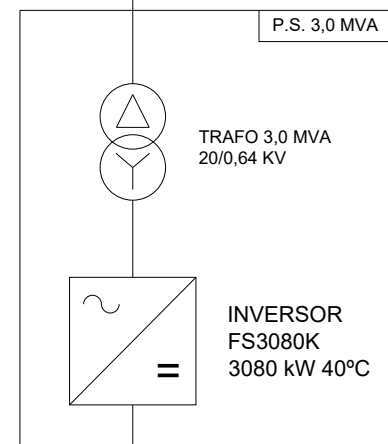 P.S. 3,0 MVA
TRAFO 3,0 MVA
20/0,64 KV
INVERSOR
FS3080K
3080 kW 40ºC